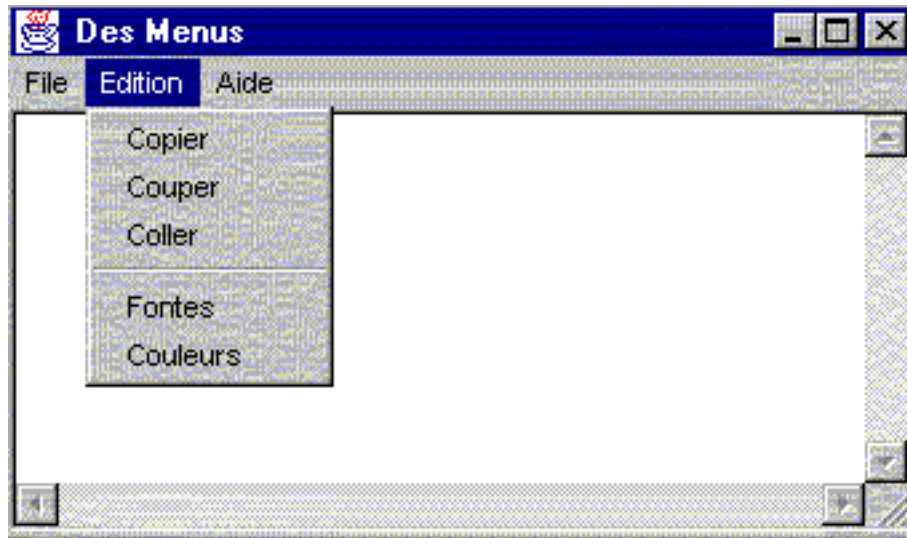 Des Menus
File Edition Aide
Copier
Couper
Coller
Fontes
Couleurs